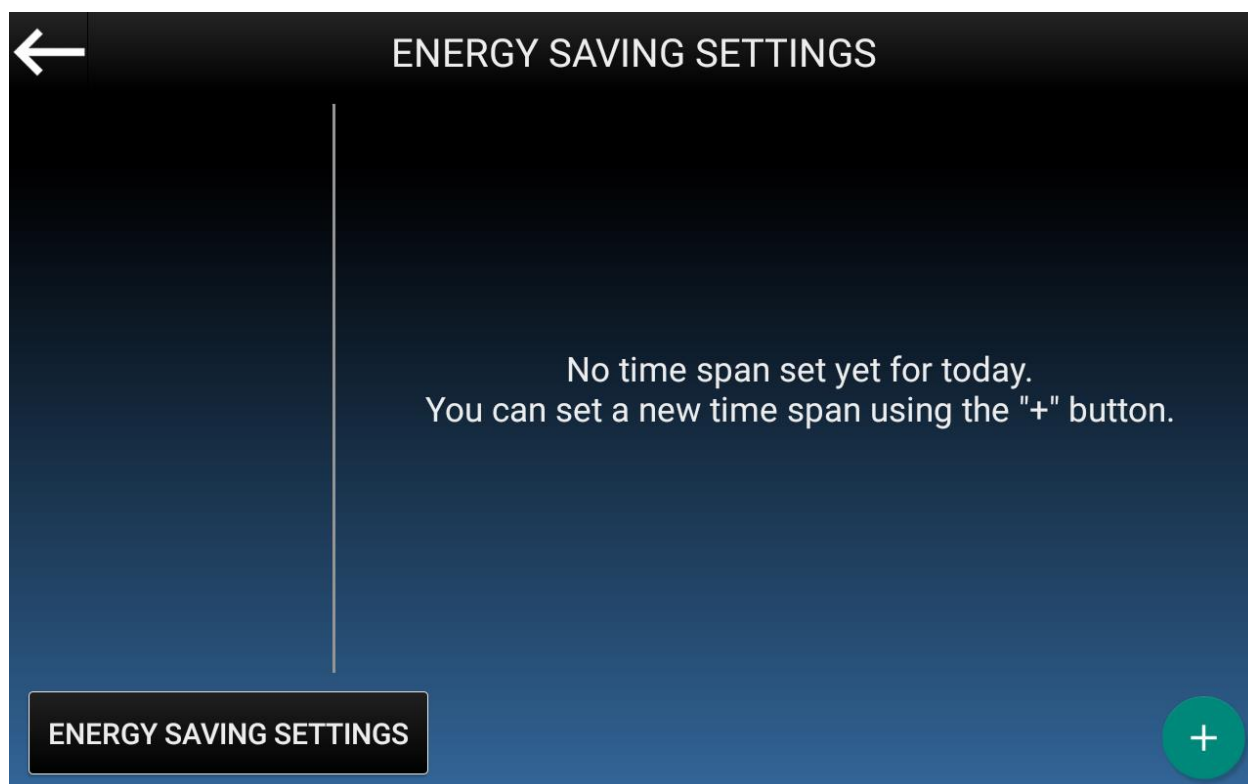 ENERGY SAVING SETTINGS
No time span set yet for today.
You can set a new time span using the "+" button.
ENERGY SAVING SETTINGS
+